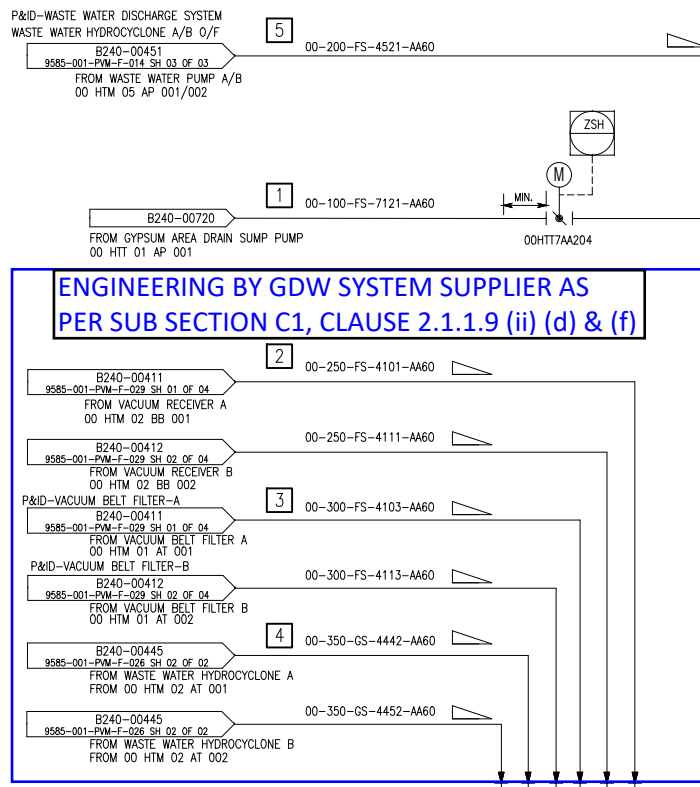 P&ID-WASTE WATER DISCHARGE SYSTEM
WASTE WATER HYDROCYCLONE A/B O/F
B240-00451
9585-001-PVM-F-014 SH 03 OF 03
FROM WASTE WATER PUMP A/B
00 HTM 05 AP 001/002
5
00-200-FS-4521-AA60
ZSH
M
MIN.
1
00-100-FS-7121-AA60
B240-00720
FROM GYPSUM AREA DRAIN SUMP PUMP
00 HTT 01 AP 001
00HTT7AA204
ENGINEERING BY GDW SYSTEM SUPPLIER AS
PER SUB SECTION C1, CLAUSE 2.1.1.9 (ii) (d) & (f)
2
00-250-FS-4101-AA60
B240-00411
9585-001-PVM-F-029 SH 01 OF 04
FROM VACUUM RECEIVER A
00 HTM 02 BB 001
00-250-FS-4111-AA60
B240-00412
9585-001-PVM-F-029 SH 02 OF 04
FROM VACUUM RECEIVER B
00 HTM 02 BB 002
P&ID-VACUUM BELT FILTER-A
3
00-300-FS-4103-AA60
B240-00411
9585-001-PVM-F-029 SH 01 OF 04
FROM VACUUM BELT FILTER A
00 HTM 01 AT 001
P&ID-VACUUM BELT FILTER-B
00-300-FS-4113-AA60
B240-00412
9585-001-PVM-F-029 SH 02 OF 04
FROM VACUUM BELT FILTER B
00 HTM 01 AT 002
4
00-350-GS-4442-AA60
B240-00445
9585-001-PVM-F-026 SH 02 OF 02
FROM WASTE WATER HYDROCYCLONE A
FROM 00 HTM 02 AT 001
00-350-GS-4452-AA60
B240-00445
9585-001-PVM-F-026 SH 02 OF 02
FROM WASTE WATER HYDROCYCLONE B
FROM 00 HTM 02 AT 002